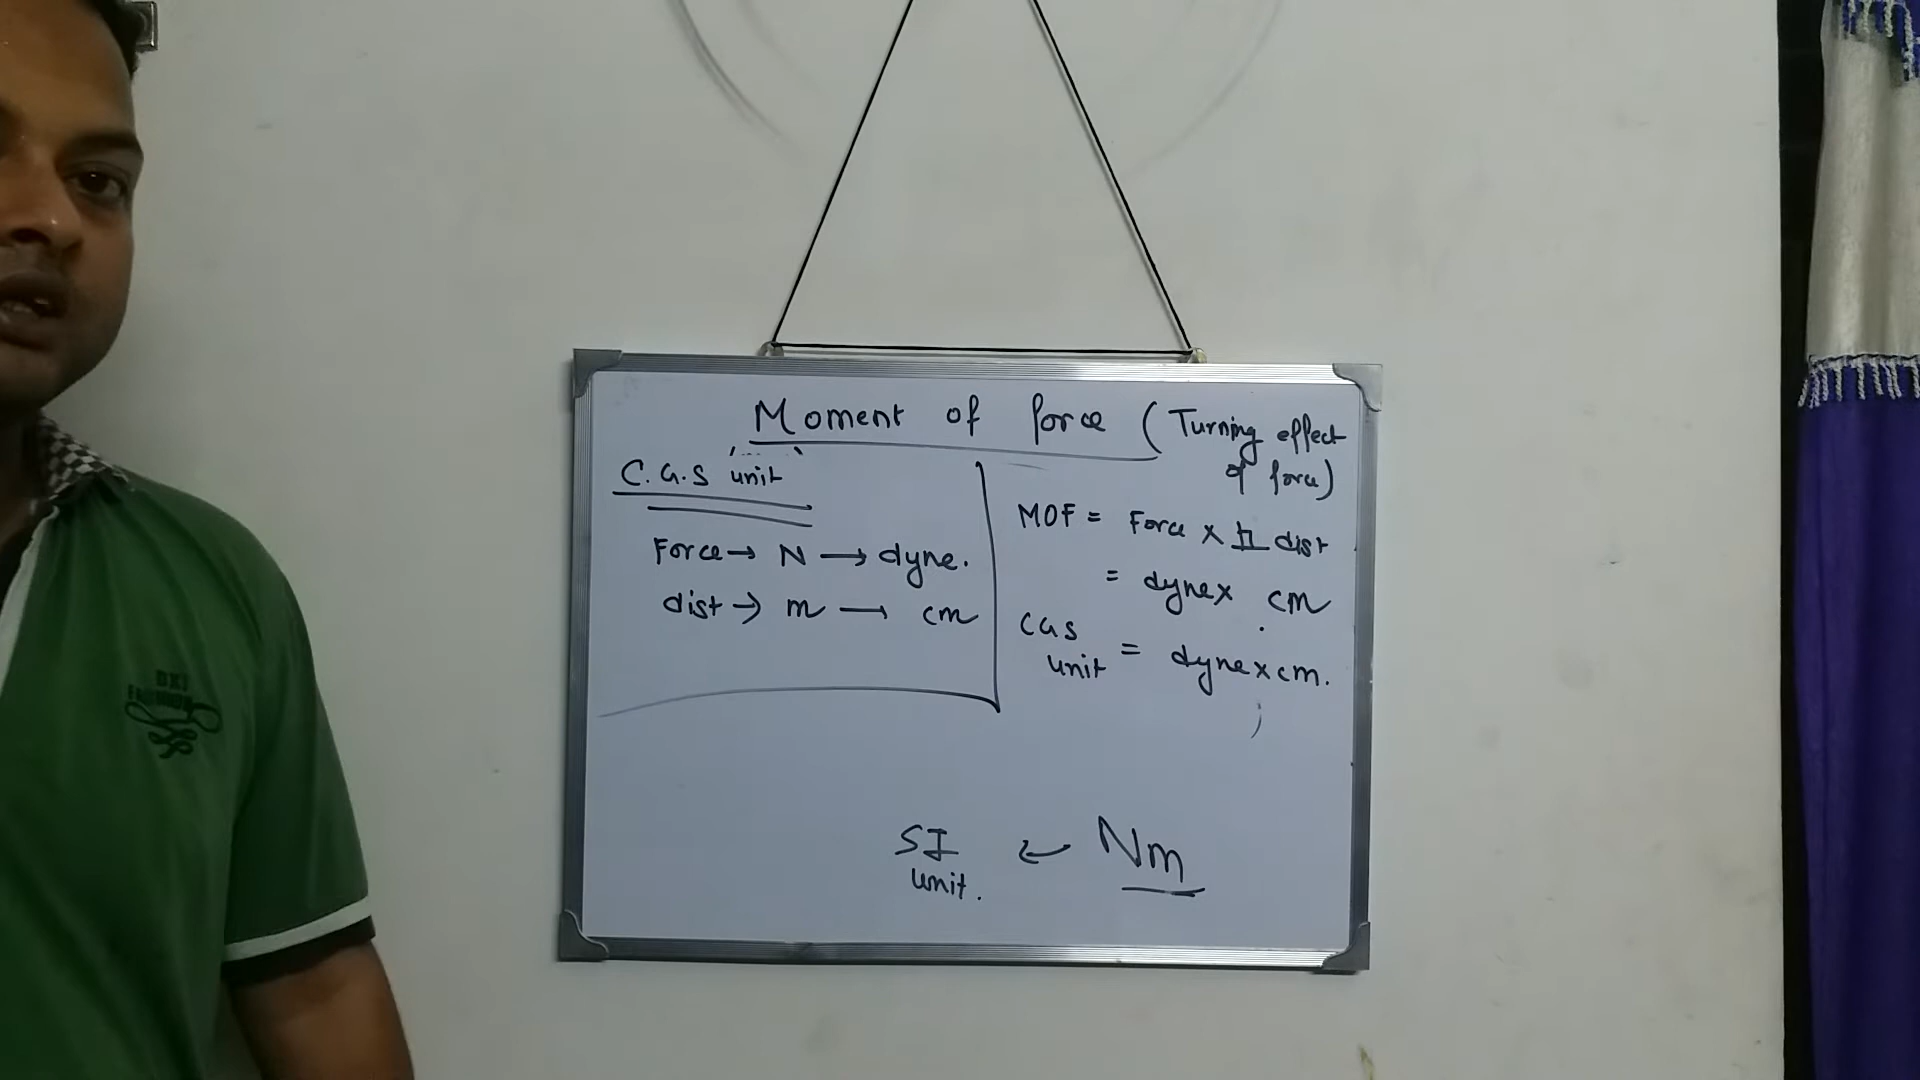 Moment of force (Turning effect
of force)
C.G.S unit
Force → N → dyne.
dist → m → cm
MOF = Force × ⊥ dist
= dyne × cm
CGS
unit = dyne × cm.
SI ← Nm
unit.